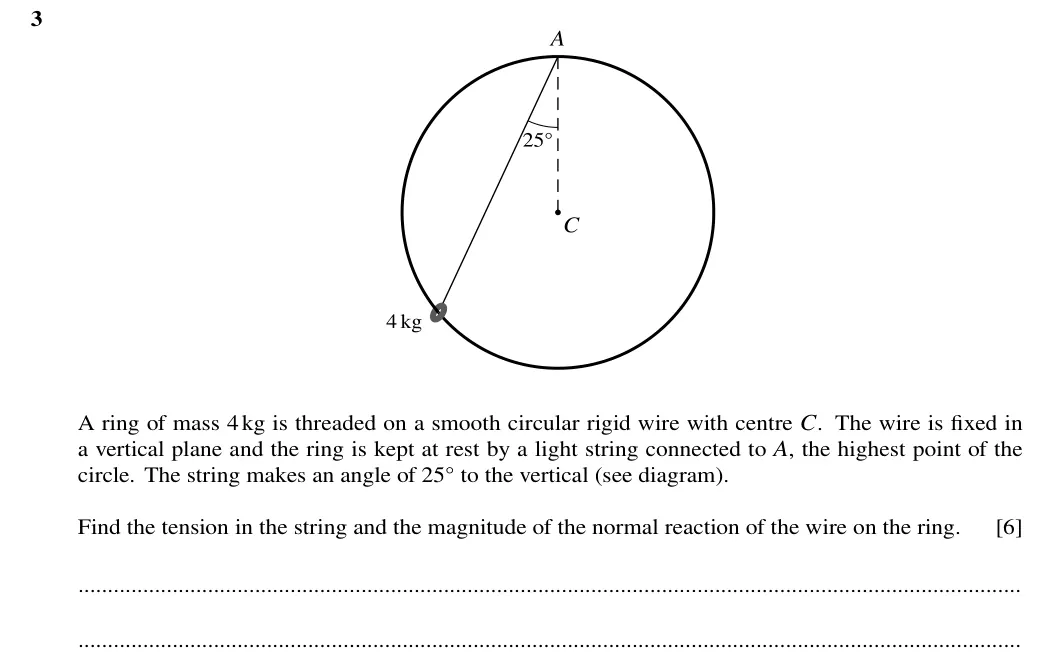 3
A
25°
C
4 kg
A ring of mass 4 kg is threaded on a smooth circular rigid wire with centre C. The wire is fixed in
a vertical plane and the ring is kept at rest by a light string connected to A, the highest point of the
circle. The string makes an angle of 25° to the vertical (see diagram).
Find the tension in the string and the magnitude of the normal reaction of the wire on the ring. [6]